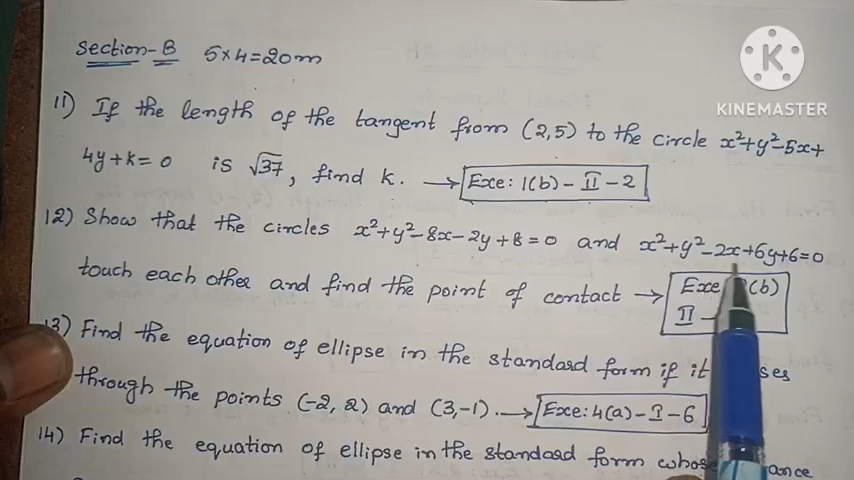 Section-B 5×4=20m
K
KINEMASTER
11) If the length of the tangent from (2,5) to the circle x²+y²-5x+
4y+k=0 is √37, find k. → Exe: 1(b)-II-2
12) Show that the circles x²+y²-8x-2y+8=0 and x²+y²-2x+6y+6=0
touch each other and find the point of contact → Exe (b)
II
13) Find the equation of ellipse in the standard form if it ses
through the points (-2, 2) and (3,-1). → Exe: 4(a)-I-6
14) Find the equation of ellipse in the standard form whose ance